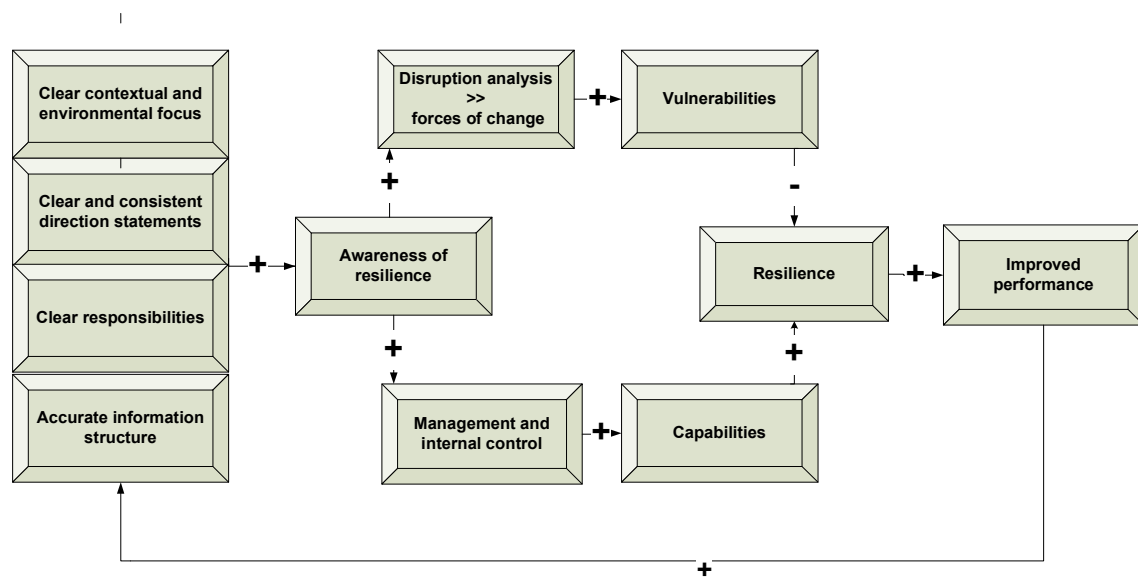 Clear contextual and
environmental focus
Clear and consistent
direction statements
Clear responsibilities
Accurate information
structure
+
Awareness of
resilience
+
Disruption analysis
>>
forces of change
+
Vulnerabilities
-
+
Management and
internal control
+
Capabilities
+
Resilience
+
Improved
performance
+